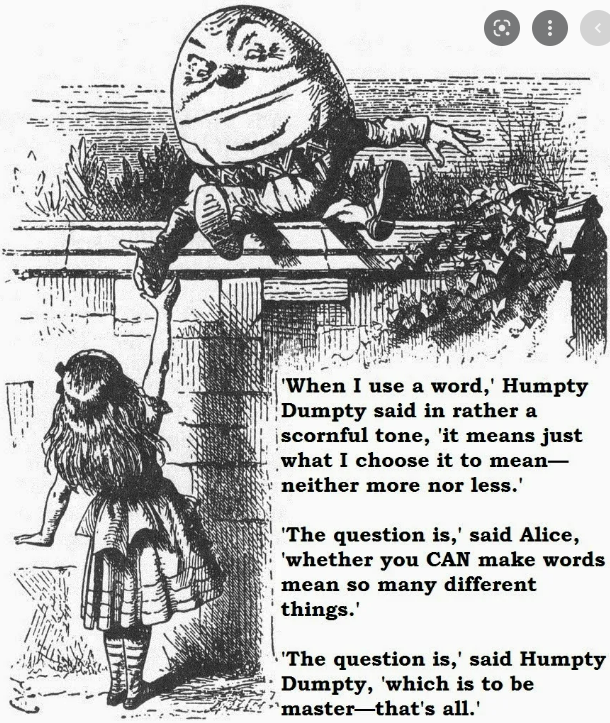 'When I use a word,' Humpty
Dumpty said in rather a
scornful tone, 'it means just
what I choose it to mean—
neither more nor less.'
'The question is,' said Alice,
'whether you CAN make words
mean so many different
things.'
'The question is,' said Humpty
Dumpty, 'which is to be
master—that's all.'